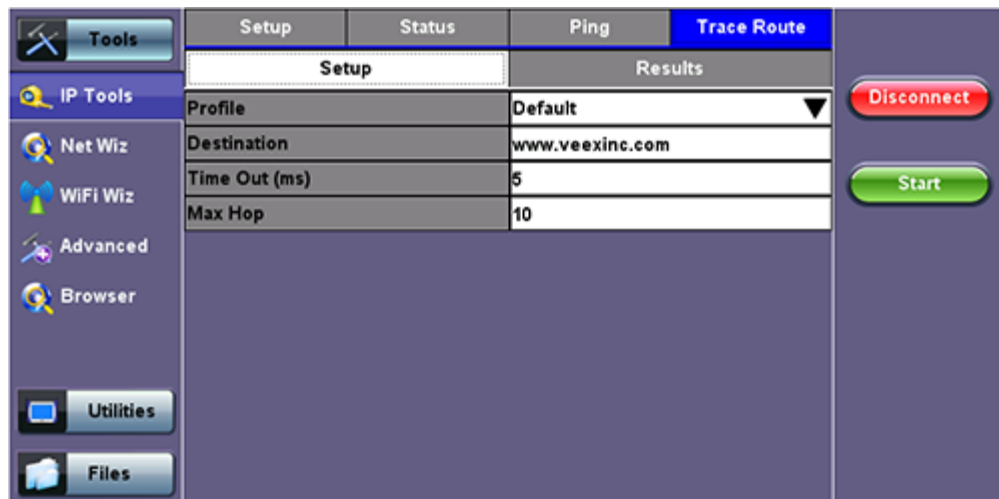 Tools
IP Tools
Net Wiz
WiFi Wiz
Advanced
Browser
Utilities
Files
Setup Status Ping Trace Route
Setup Results
Profile Default
Destination www.veexinc.com
Time Out (ms) 5
Max Hop 10
Disconnect
Start